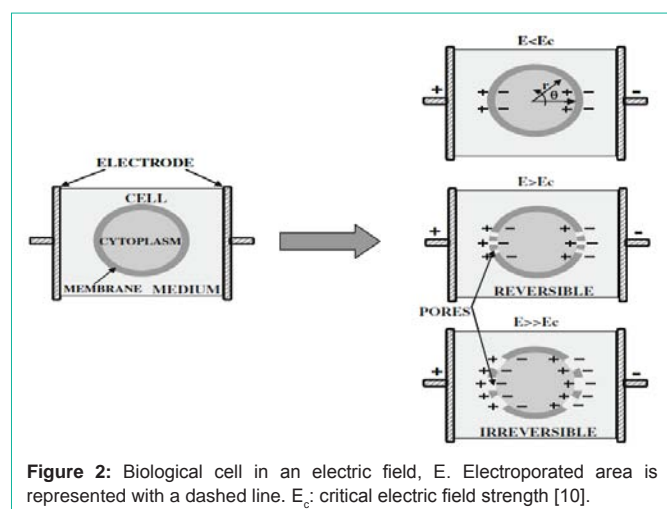 ELECTRODE
CELL
CYTOPLASM
MEMBRANE
MEDIUM
E<Ec
+ -
+ - + -
+ - + -
r
θ
E>Ec
+ -
+ - + -
+ - + -
+ - + -
REVERSIBLE
PORES
E>>Ec
+ -
+ - + -
+ - + -
+ - + -
+ - + -
+ - + -
IRREVERSIBLE
Figure 2: Biological cell in an electric field, E. Electroporated area is
represented with a dashed line. Ec: critical electric field strength [10].